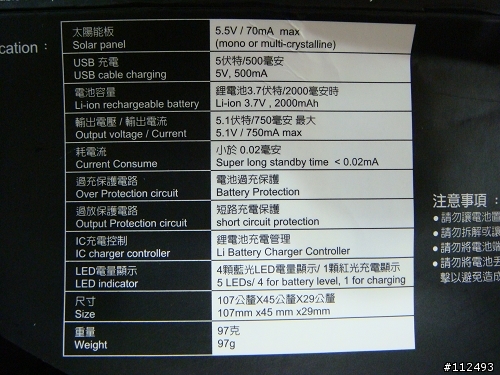 ication :
太陽能板 5.5V / 70mA max
Solar panel (mono or multi-crystalline)
USB 充電 5伏特/500毫安
USB cable charging 5V, 500mA
電池容量 鋰電池3.7伏特/2000毫安時
Li-ion rechargeable battery Li-ion 3.7V , 2000mAh
輸出電壓 / 輸出電流 5.1伏特/750毫安 最大
Output voltage / Current 5.1V / 750mA max
耗電流 小於 0.02毫安
Current Consume Super long standby time < 0.02mA
過充保護電路 電池過充保護
Over Protection circuit Battery Protection
過放保護電路 短路充電保護
Output Protection circuit short circuit protection
IC充電控制 鋰電池充電管理
IC charger controller Li Battery Charger Controller
LED電量顯示 4顆藍光LED電量顯示/ 1顆紅光充電顯示
LED indicator 5 LEDs/ 4 for battery level, 1 for charging
尺寸 107公釐X45公釐X29公釐
Size 107mm x45 mm x29mm
重量 97克
Weight 97g
注意事項 :
● 請勿讓電池
● 請勿拆解或讓
● 請勿將電池端
● 請勿將電池丟
擊以避免造成
#112493